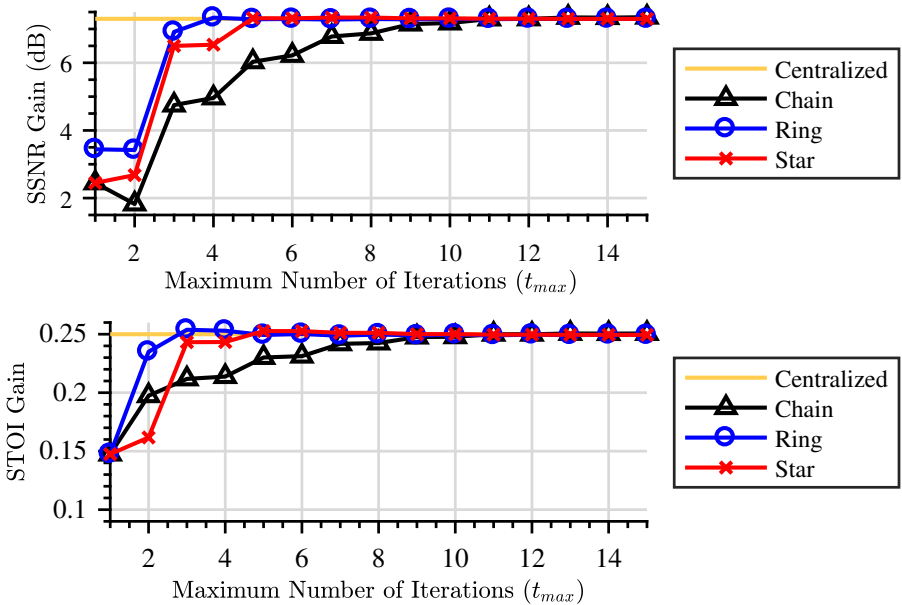 SSNR Gain (dB)
6
4
2
2 4 6 8 10 12 14
Maximum Number of Iterations (tmax)
Centralized
Chain
Ring
Star
STOI Gain
0.25
0.2
0.15
0.1
2 4 6 8 10 12 14
Maximum Number of Iterations (tmax)
Centralized
Chain
Ring
Star